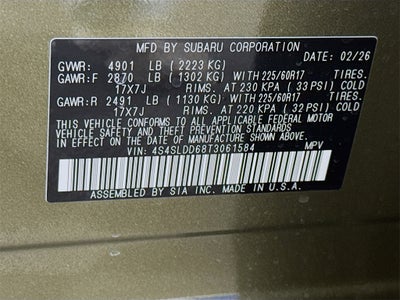 MFD BY SUBARU CORPORATION DATE: 02/26
GVWR: 4901 LB (2223 KG)
GAWR:F 2870 LB (1302 KG) WITH 225/60R17 TIRES.
17X7J RIMS. AT 230 KPA (33 PSI) COLD.
GAWR:R 2491 LB (1130 KG) WITH 225/60R17 TIRES.
17X7J RIMS. AT 220 KPA (32 PSI) COLD.
THIS VEHICLE CONFORMS TO ALL APPLICABLE FEDERAL MOTOR
VEHICLE SAFETY AND THEFT PREVENTION STANDARDS
IN EFFECT ON THE DATE OF MANUFACTURE SHOWN ABOVE.
VIN: 4S4SLDD68T3061584 MPV
ASSEMBLED BY SIA INC. MADE IN U.S.A.